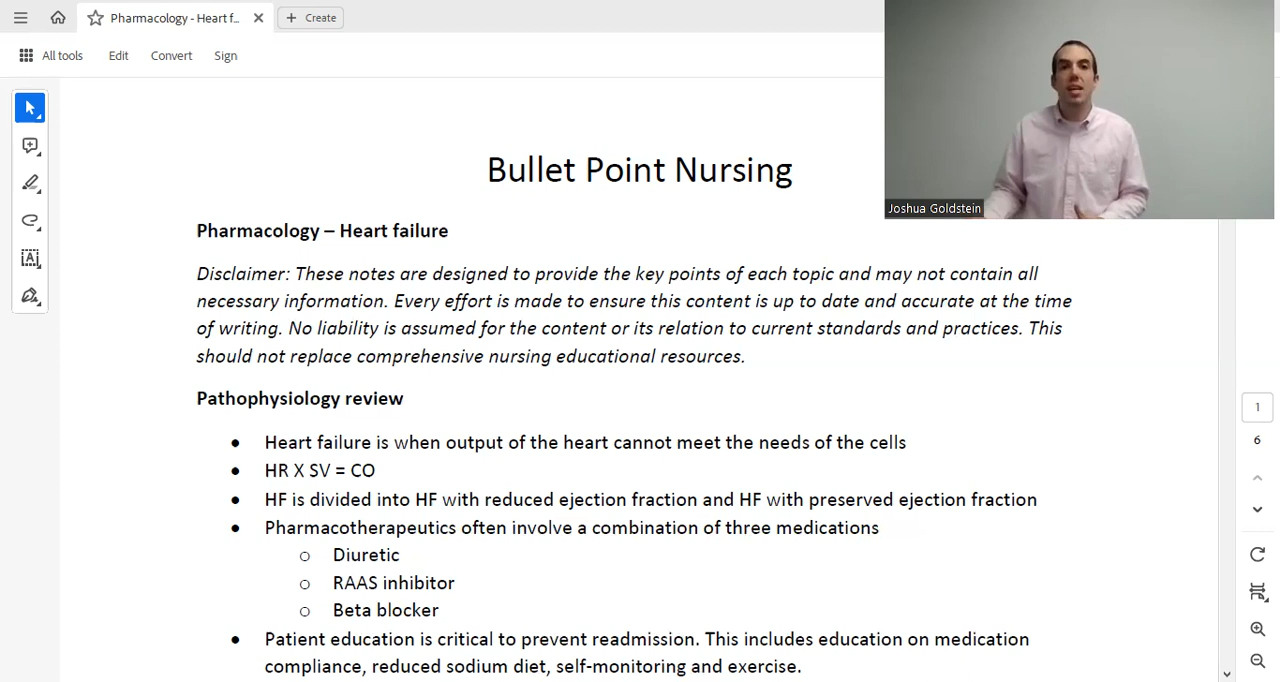 Pharmacology - Heart f...
Create
All tools
Edit
Convert
Sign
Joshua Goldstein
Bullet Point Nursing
Pharmacology – Heart failure
Disclaimer: These notes are designed to provide the key points of each topic and may not contain all
necessary information. Every effort is made to ensure this content is up to date and accurate at the time
of writing. No liability is assumed for the content or its relation to current standards and practices. This
should not replace comprehensive nursing educational resources.
Pathophysiology review
● Heart failure is when output of the heart cannot meet the needs of the cells
● HR X SV = CO
● HF is divided into HF with reduced ejection fraction and HF with preserved ejection fraction
● Pharmacotherapeutics often involve a combination of three medications
○ Diuretic
○ RAAS inhibitor
○ Beta blocker
● Patient education is critical to prevent readmission. This includes education on medication
compliance, reduced sodium diet, self-monitoring and exercise.
1
6